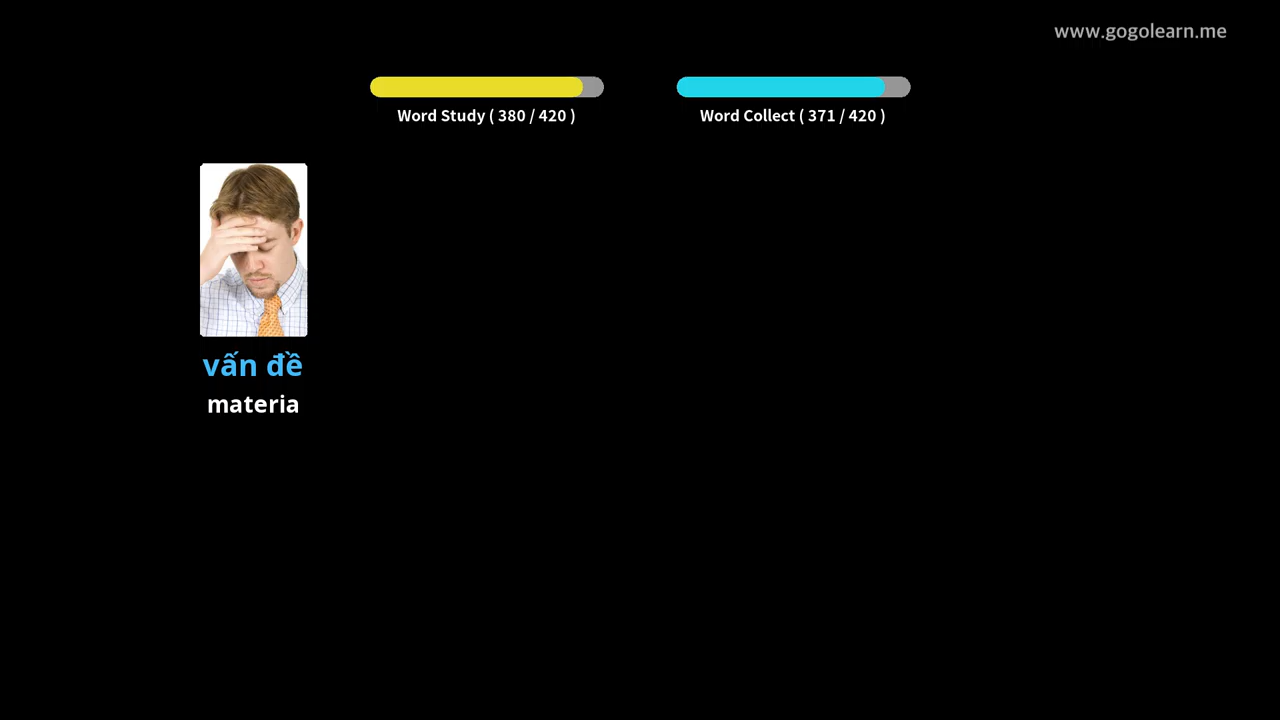 www.gogolearn.me
Word Study ( 380 / 420 )
Word Collect ( 371 / 420 )
vấn đề
materia